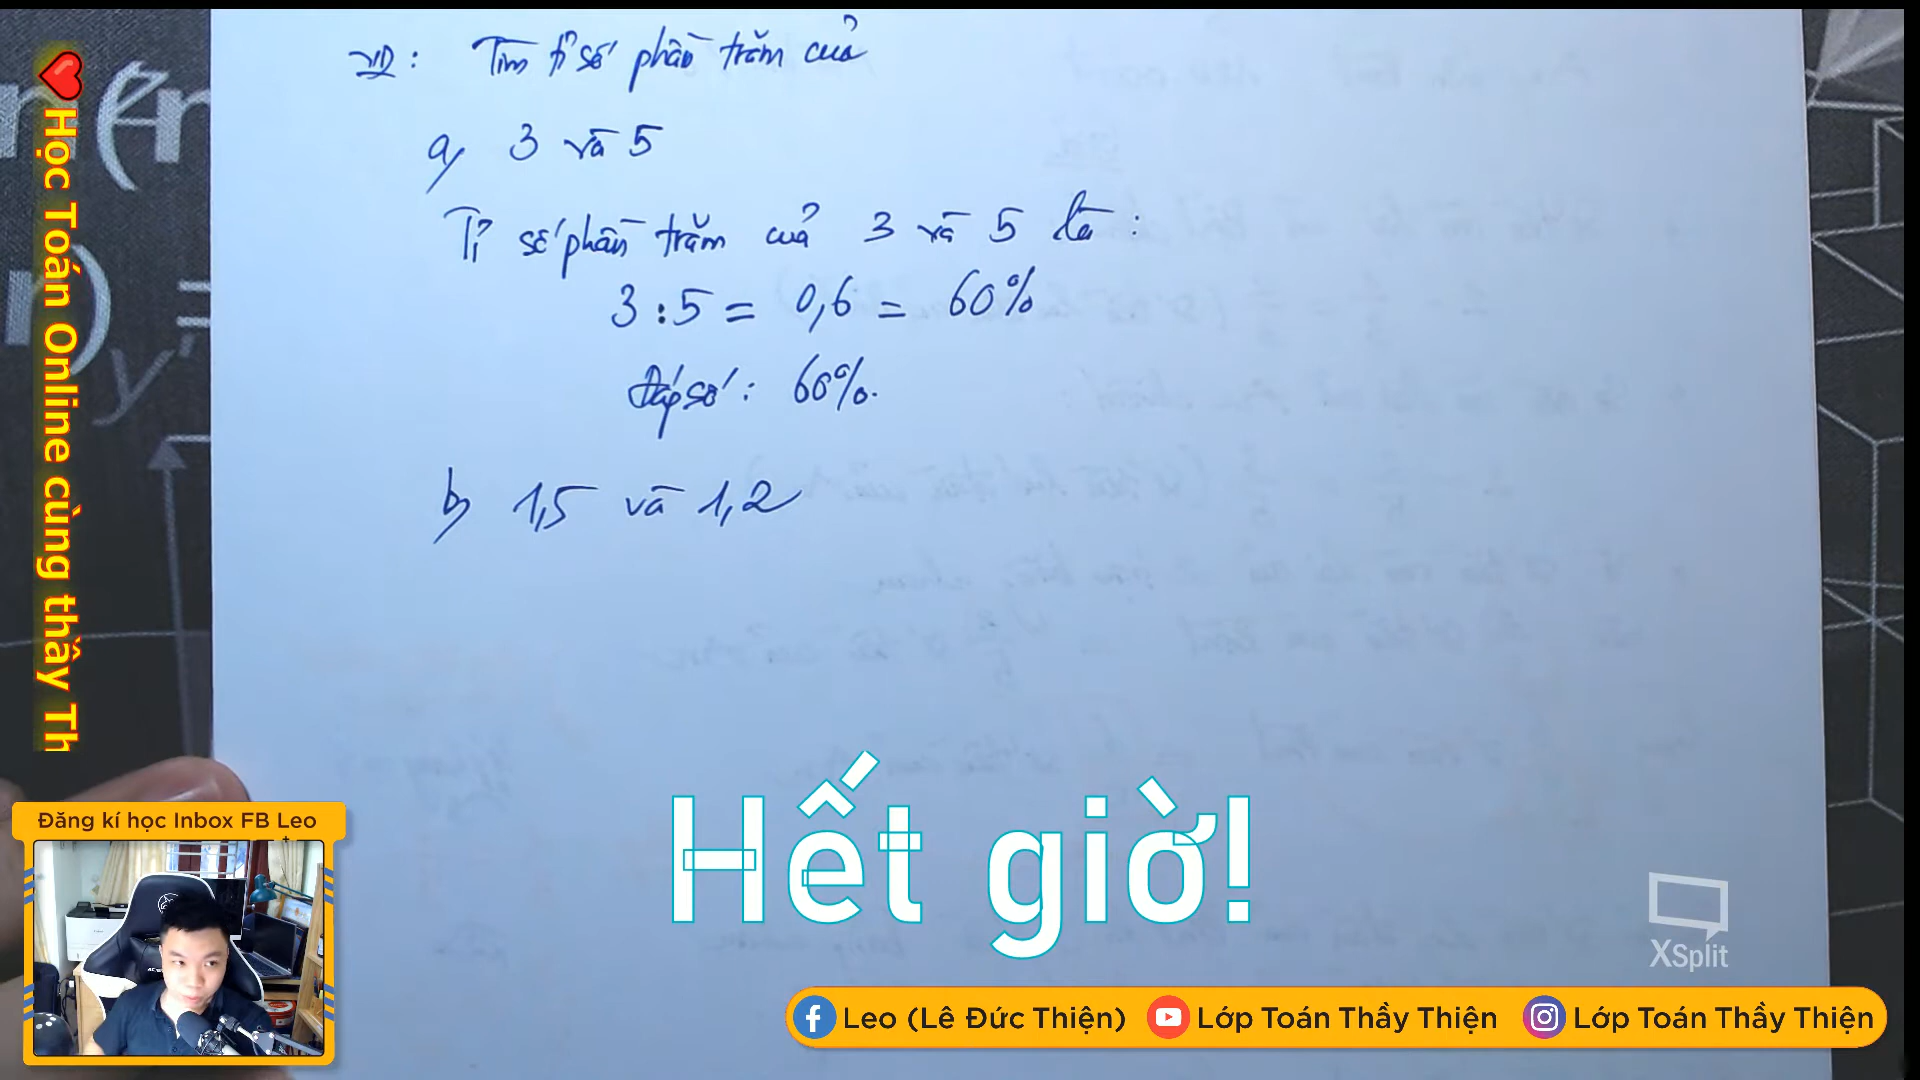 VD: Tìm tỉ số phần trăm của
a, 3 và 5
Tỉ số phần trăm của 3 và 5 là:
3:5 = 0,6 = 60%
Đáp số: 60%.
b, 1,5 và 1,2
Hết giờ!
Học Toán Online cùng thầy Th
Đăng kí học Inbox FB Leo
XSplit
Leo (Lê Đức Thiện)
Lớp Toán Thầy Thiện
Lớp Toán Thầy Thiện